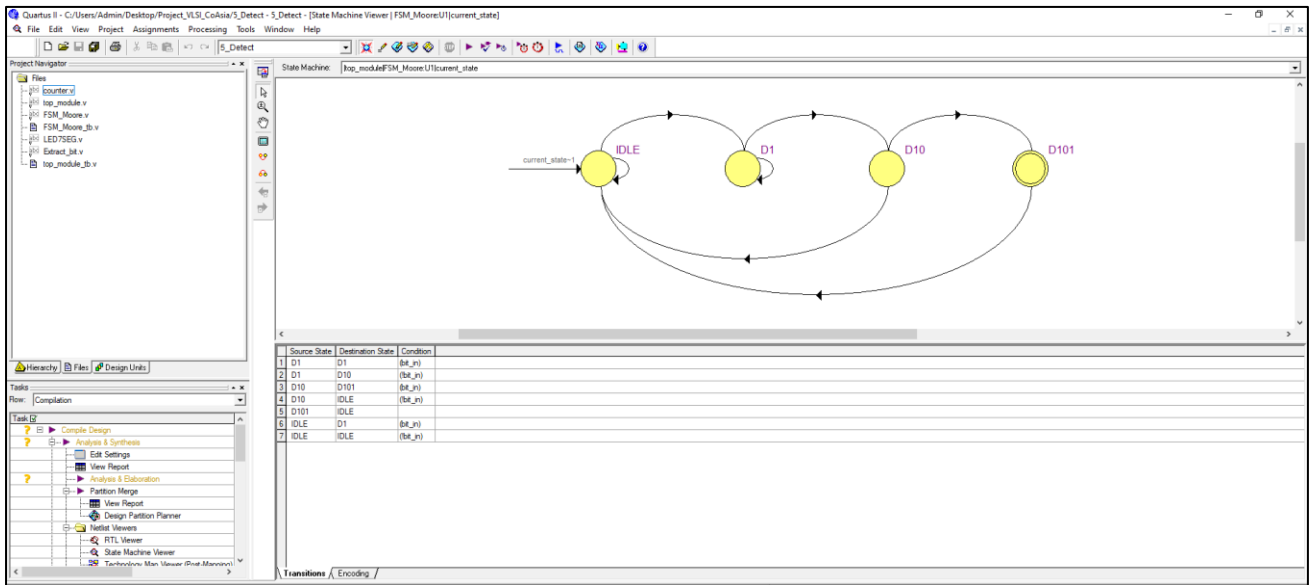 Quartus II - C:/Users/Admin/Desktop/Project_VLSI_CoAsia/5_Detect - 5_Detect - [State Machine Viewer | FSM_Moore:U1|current_state]
File Edit View Project Assignments Processing Tools Window Help
5_Detect
Project Navigator
Files
counter.v
top_module.v
FSM_Moore.v
FSM_Moore_tb.v
LED7SEG.v
Extract_bit.v
top_module_tb.v
Hierarchy Files Design Units
Tasks
Flow: Compilation
Task
Compile Design
Analysis & Synthesis
Edit Settings
View Report
Analysis & Elaboration
Partition Merge
View Report
Design Partition Planner
Netlist Viewers
RTL Viewer
State Machine Viewer
Technology Map Viewer (Post-Mapping)
State Machine: |top_module|FSM_Moore:U1|current_state
current_state~1
IDLE D1 D10 D101
Source State Destination State Condition
1 D1 D1 (bit_in)
2 D1 D10 (!bit_in)
3 D10 D101 (bit_in)
4 D10 IDLE (!bit_in)
5 D101 IDLE
6 IDLE D1 (bit_in)
7 IDLE IDLE (!bit_in)
Transitions Encoding